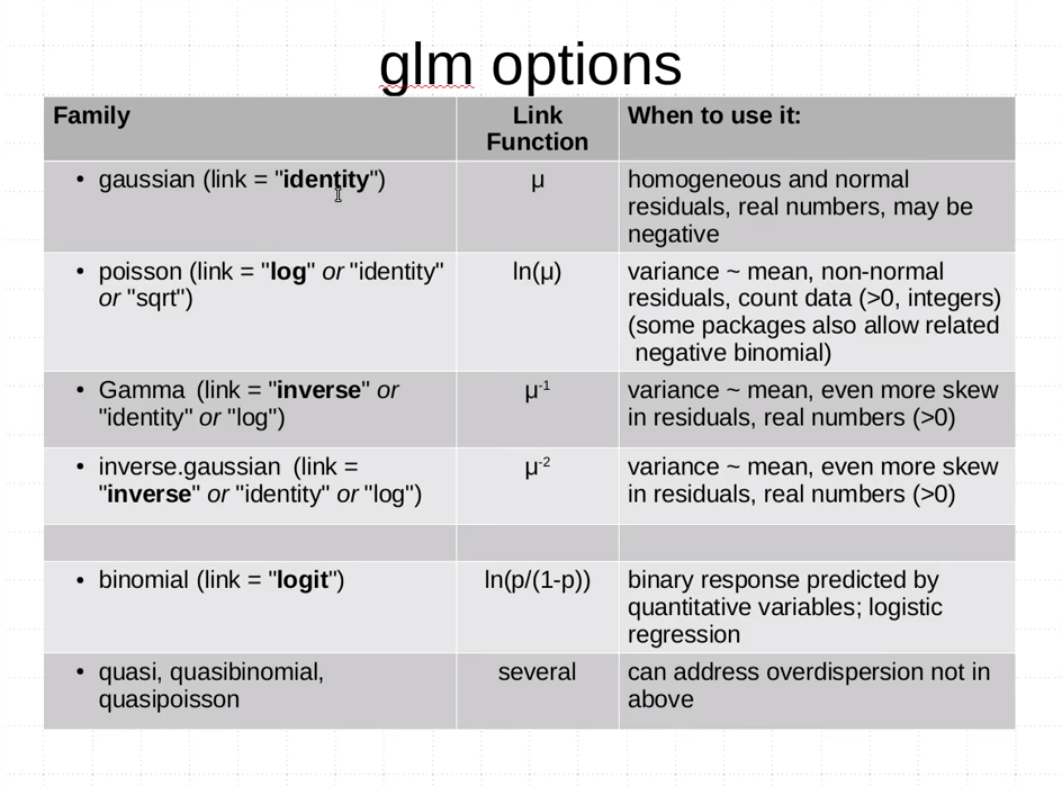 glm options
Family
Link
Function
When to use it:
• gaussian (link = "identity")
μ
homogeneous and normal
residuals, real numbers, may be
negative
• poisson (link = "log" or "identity"
or "sqrt")
ln(μ)
variance ~ mean, non-normal
residuals, count data (>0, integers)
(some packages also allow related
negative binomial)
• Gamma (link = "inverse" or
"identity" or "log")
μ⁻¹
variance ~ mean, even more skew
in residuals, real numbers (>0)
• inverse.gaussian (link =
"inverse" or "identity" or "log")
μ⁻²
variance ~ mean, even more skew
in residuals, real numbers (>0)
• binomial (link = "logit")
ln(p/(1-p))
binary response predicted by
quantitative variables; logistic
regression
• quasi, quasibinomial,
quasipoisson
several
can address overdispersion not in
above